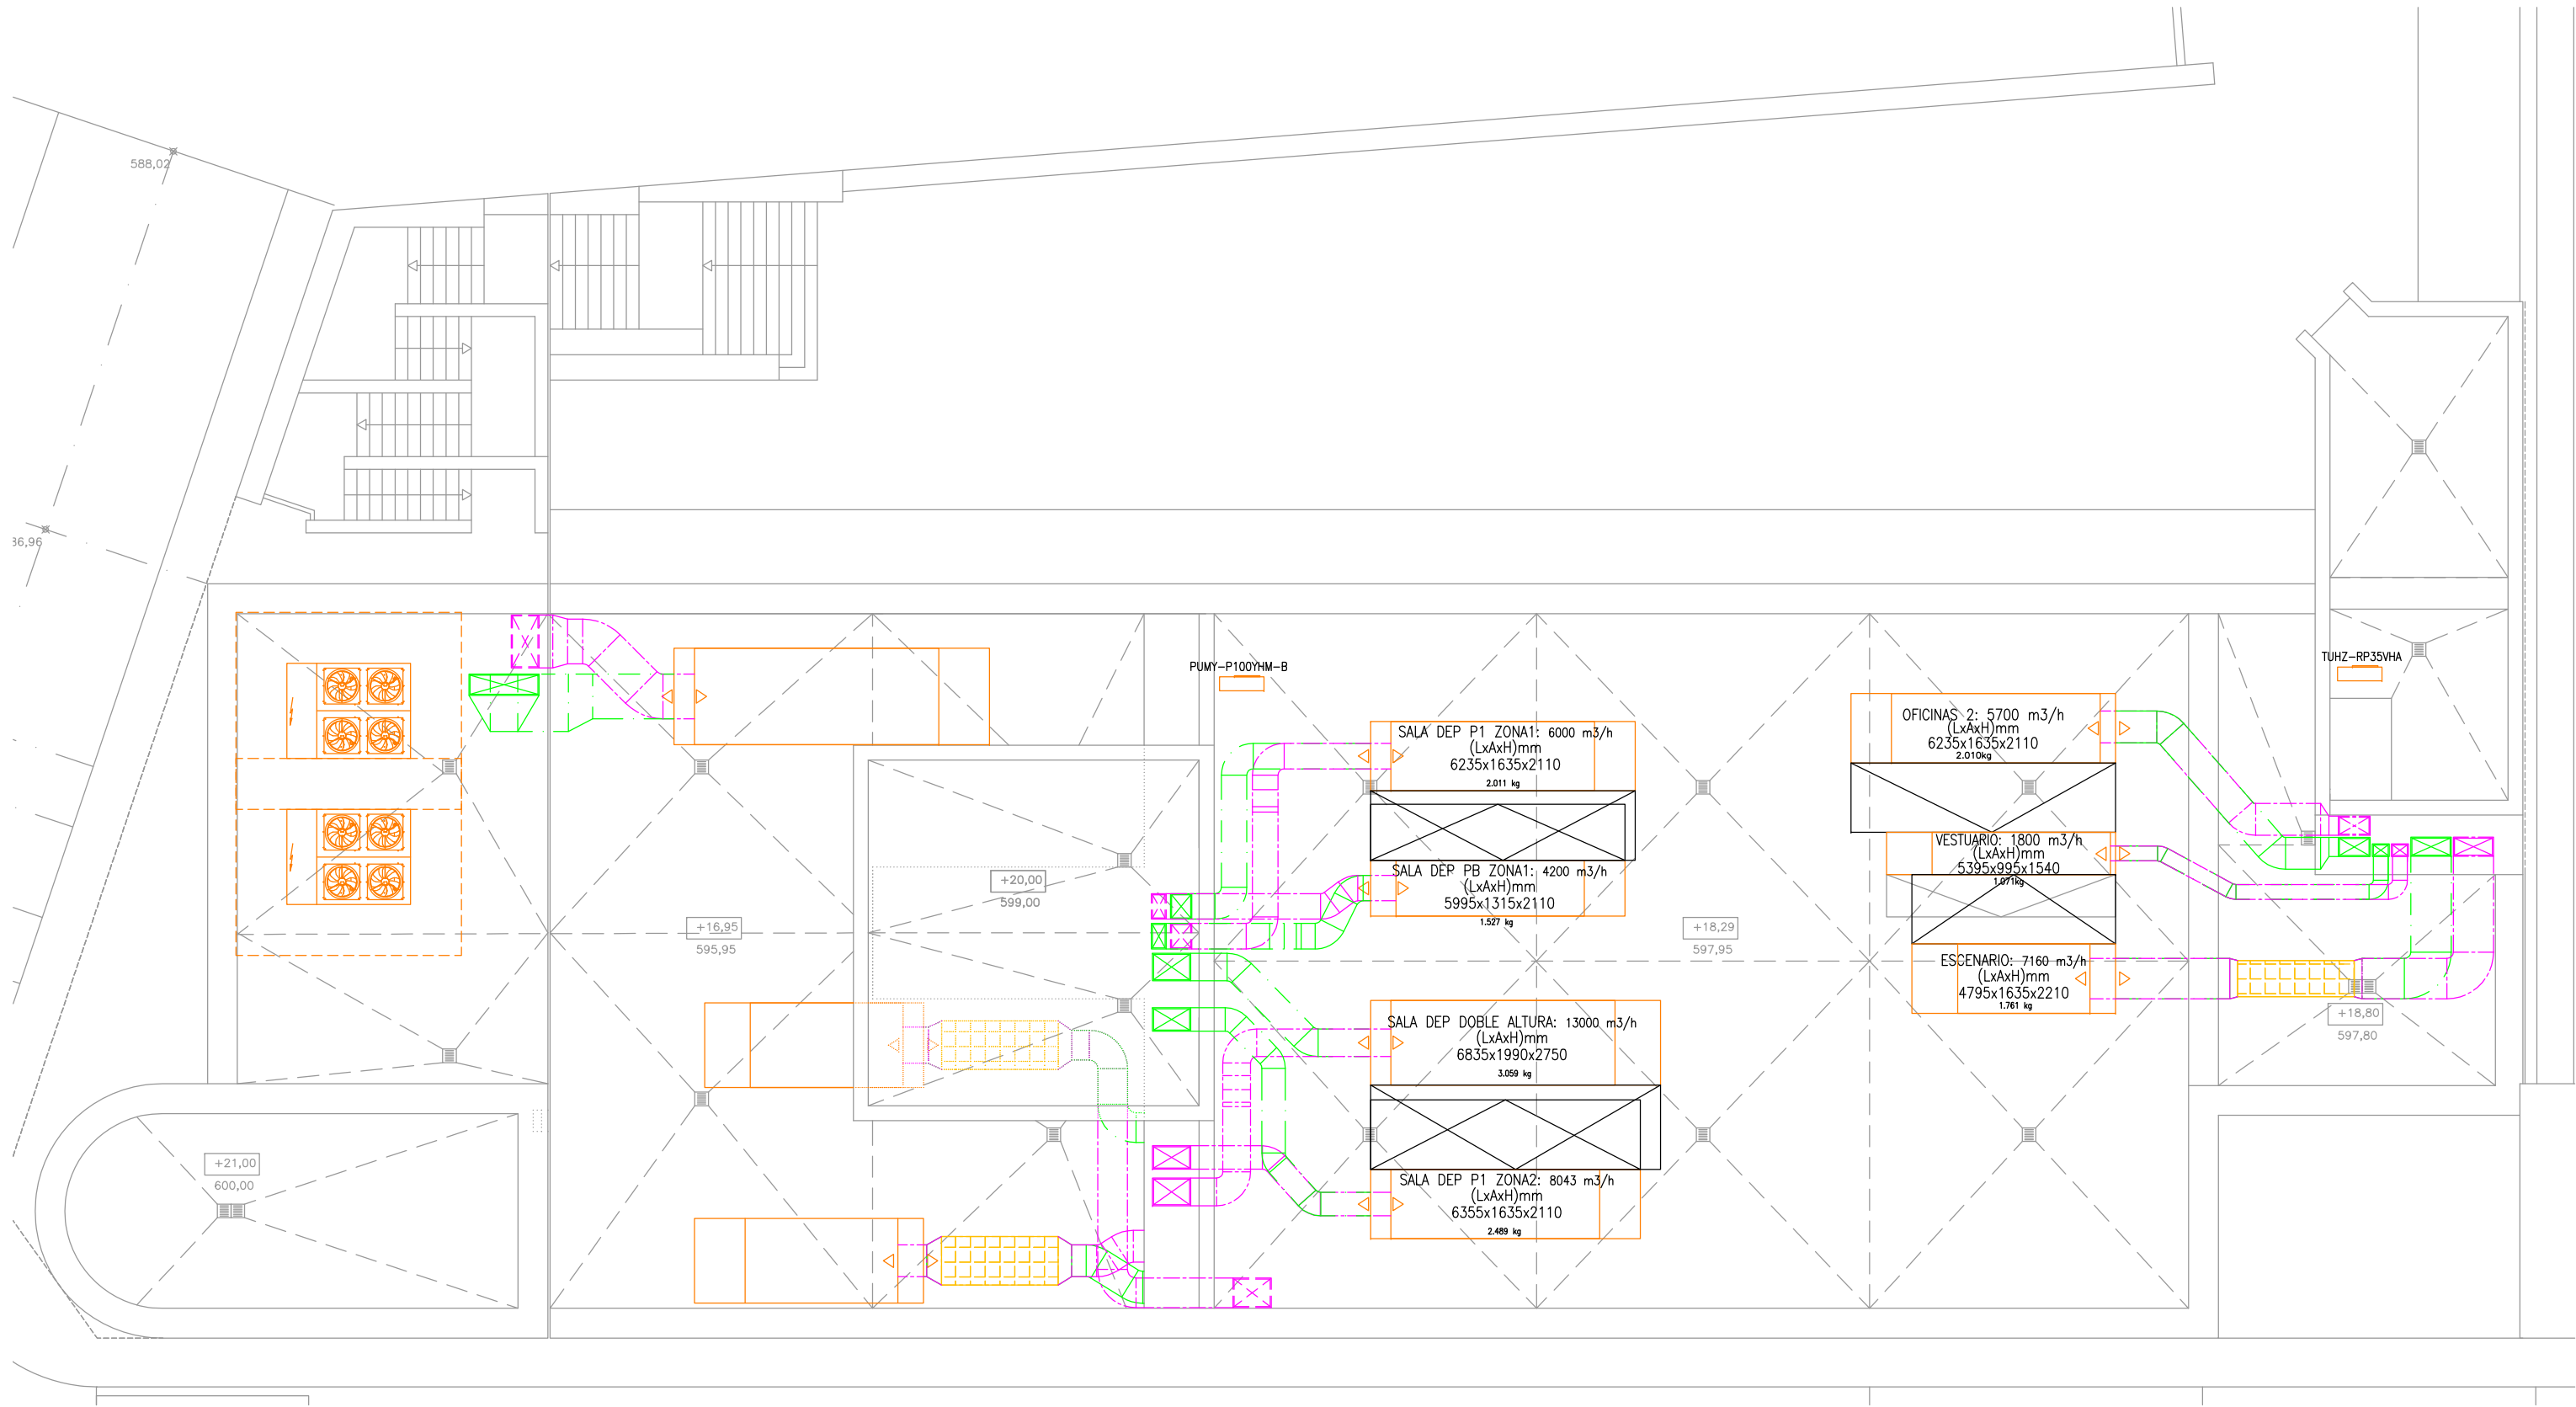 588,02
36,96
PUMY-P100YHM-B
TUHZ-RP35VHA
SALA DEP P1 ZONA1: 6000 m3/h
(LxAxH)mm
6235x1635x2110
2.011 kg
OFICINAS 2: 5700 m3/h
(LxAxH)mm
6235x1635x2110
2.010kg
SALA DEP PB ZONA1: 4200 m3/h
(LxAxH)mm
5995x1315x2110
1.527 kg
VESTUARIO: 1800 m3/h
(LxAxH)mm
5395x995x1540
1.071kg
+20,00
599,00
+16,95
595,95
+18,29
597,95
ESCENARIO: 7160 m3/h
(LxAxH)mm
4795x1635x2210
1.761 kg
+18,80
597,80
SALA DEP DOBLE ALTURA: 13000 m3/h
(LxAxH)mm
6835x1990x2750
3.059 kg
+21,00
600,00
SALA DEP P1 ZONA2: 8043 m3/h
(LxAxH)mm
6355x1635x2110
2.489 kg